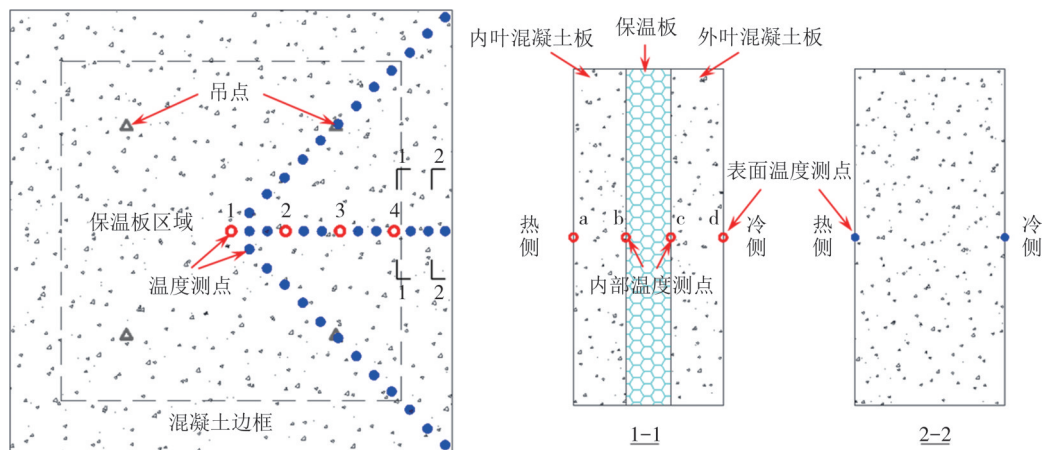 吊点
1 2
保温板区域
1 2 3 4
温度测点
1 2
混凝土边框
内叶混凝土板
保温板
外叶混凝土板
热侧
a b c d
冷侧
内部温度测点
1-1
表面温度测点
热侧
冷侧
2-2